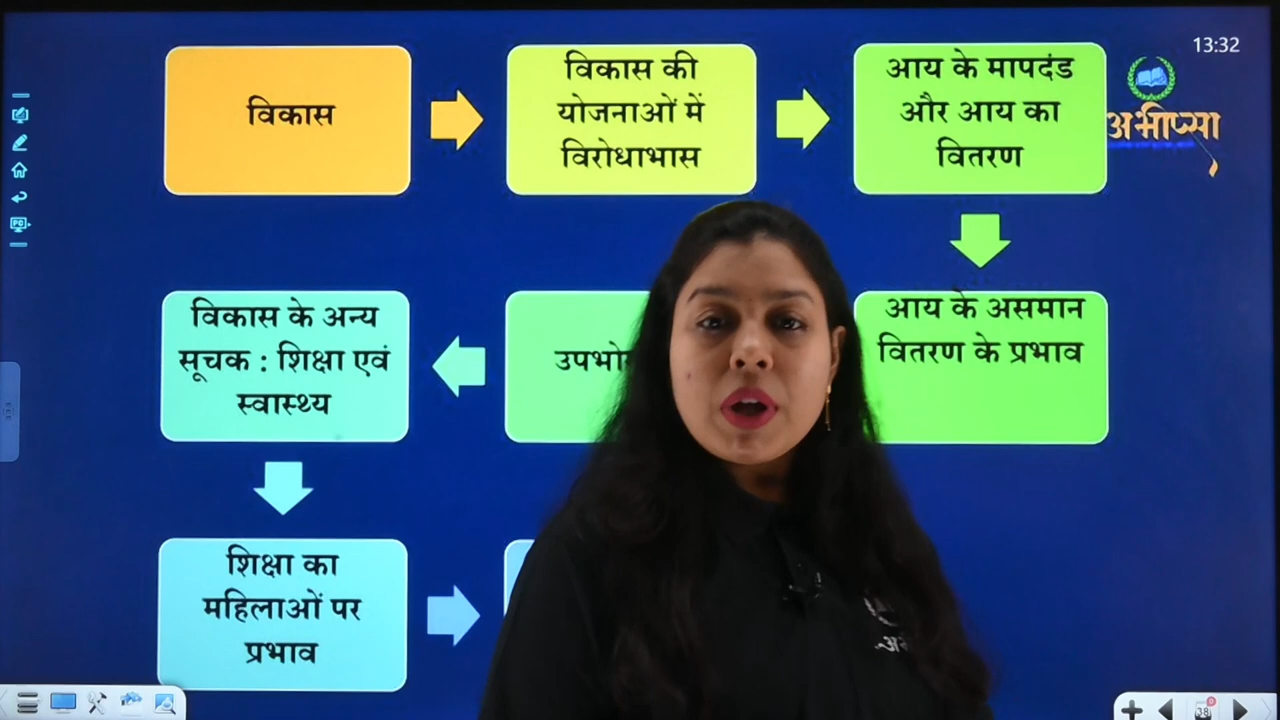 13:32
विकास
विकास की
योजनाओं में
विरोधाभास
आय के मापदंड
और आय का
वितरण
अभीप्सा
आय के असमान
वितरण के प्रभाव
विकास के अन्य
सूचक : शिक्षा एवं
स्वास्थ्य
शिक्षा का
महिलाओं पर
प्रभाव
38